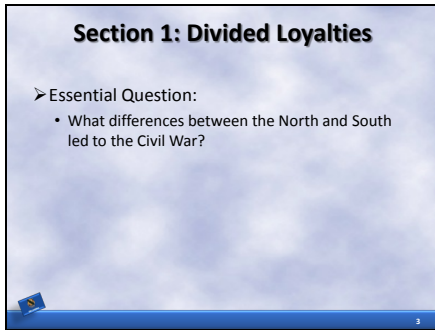 Section 1: Divided Loyalties
➢Essential Question:
• What differences between the North and South
led to the Civil War?
3